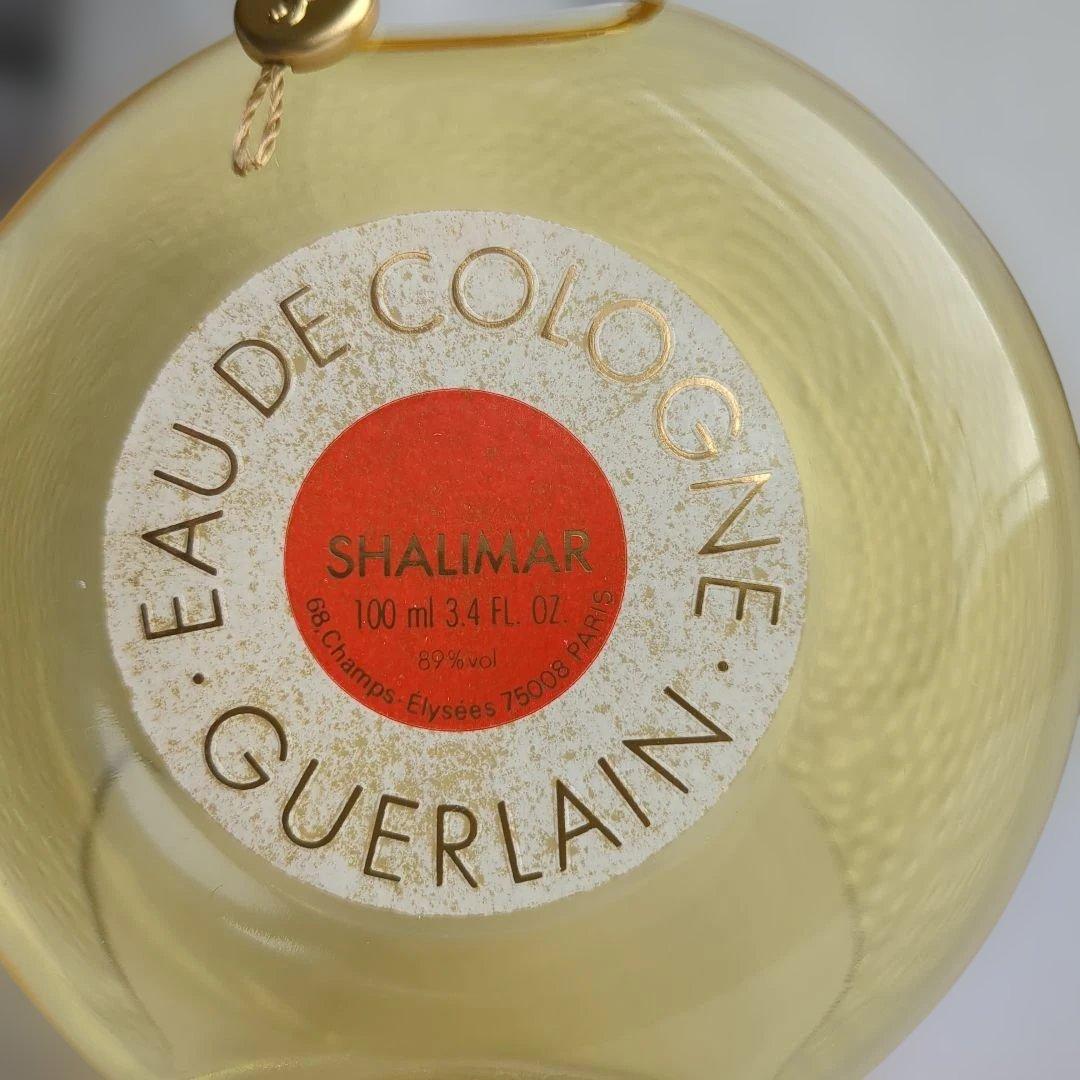 EAU DE COLOGNE
SHALIMAR
100 ml 3.4 FL. OZ.
89%vol
68, Champs-Élysées 75008 PARIS
· GUERLAIN ·